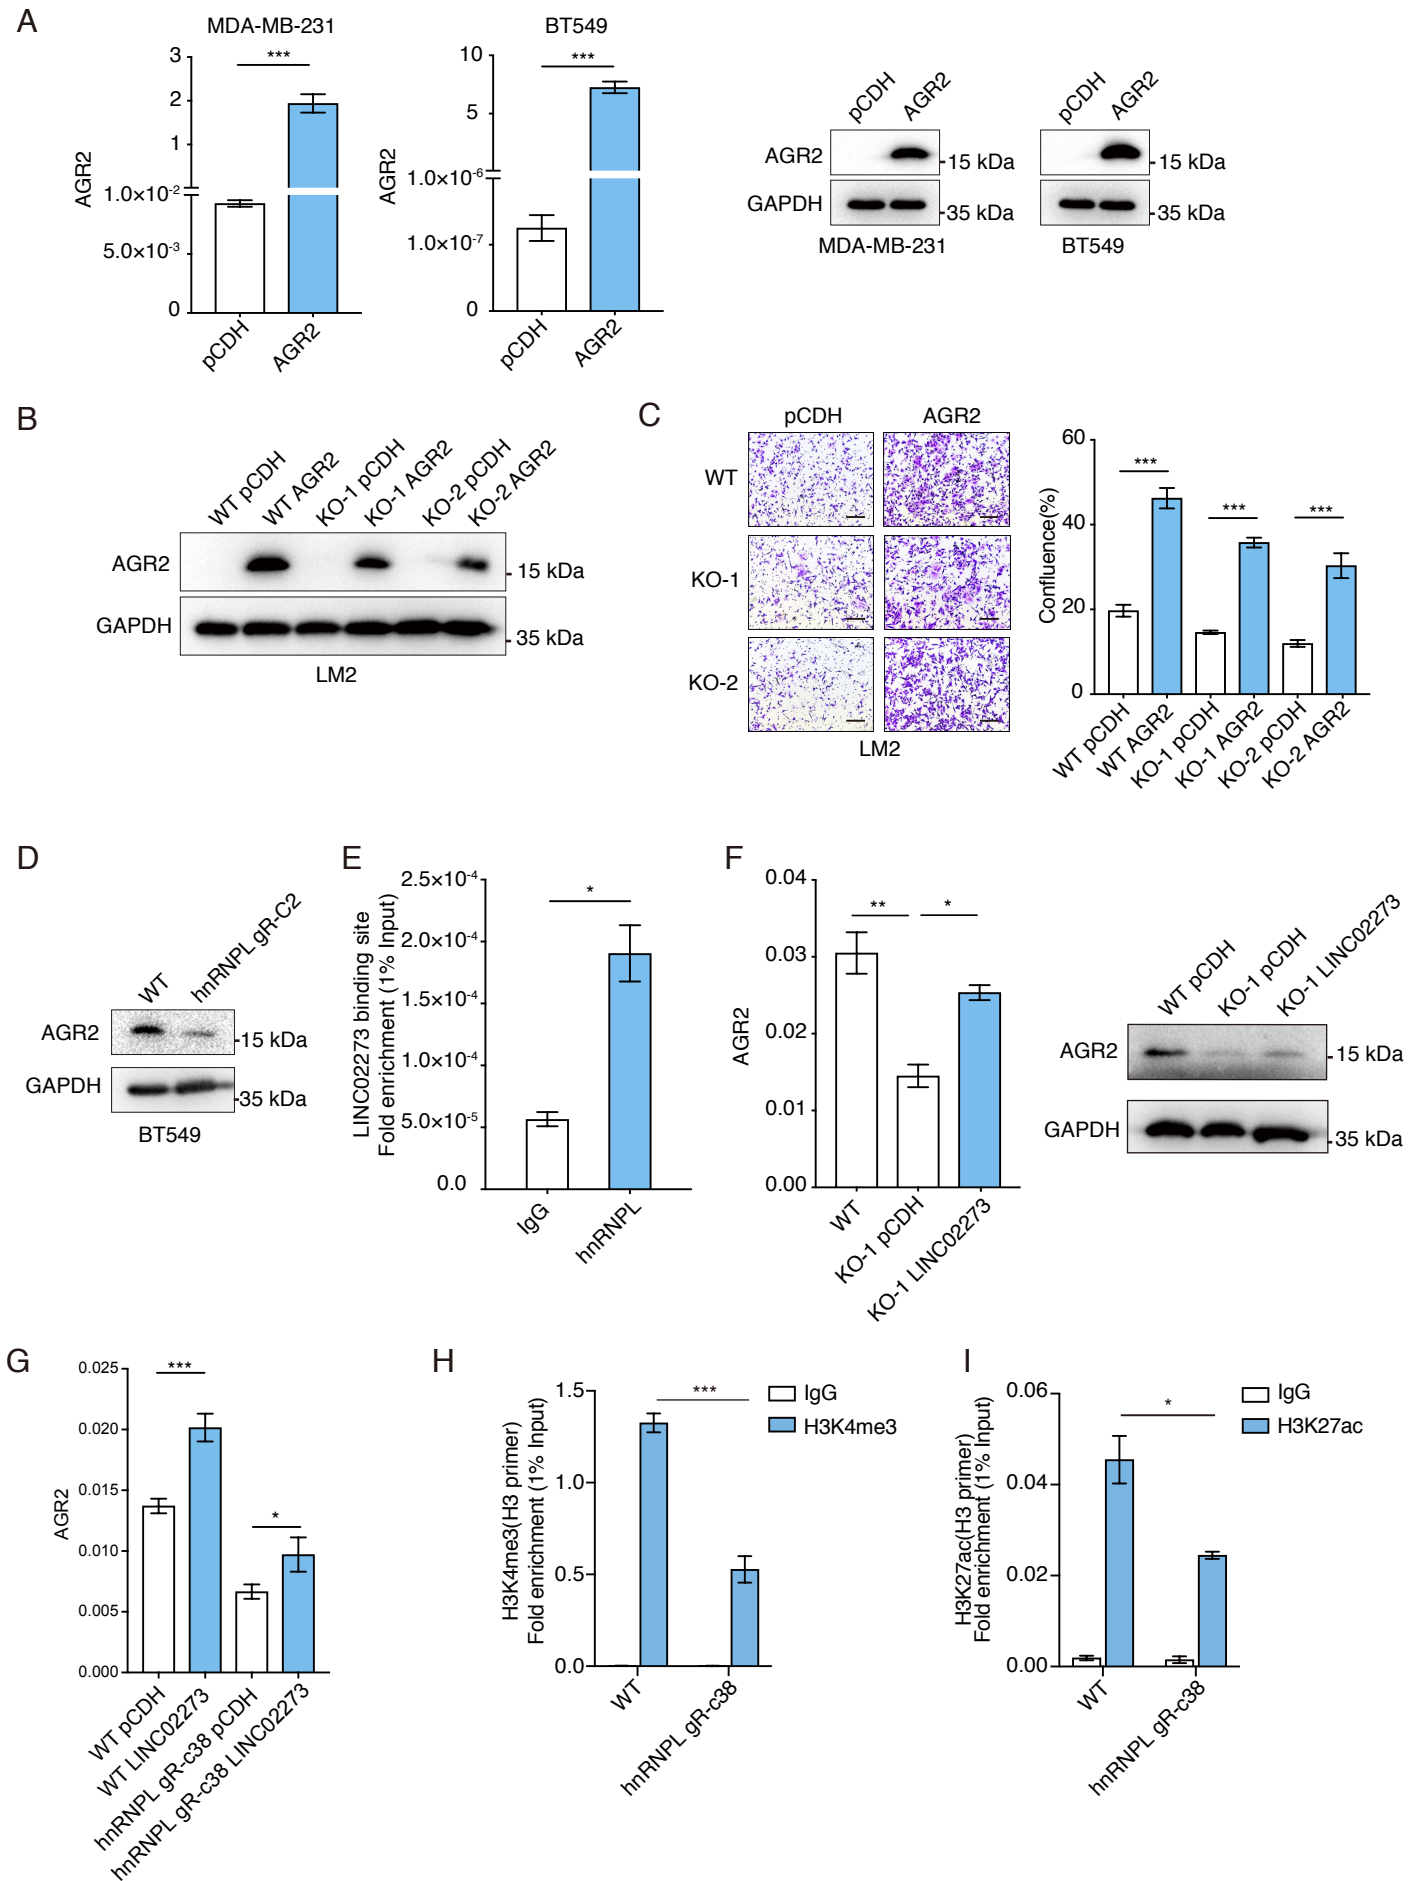 A
MDA-MB-231
3
2
1
1.0×10-2
5.0×10-3
0
AGR2
***
pCDH
AGR2
BT549
10
5
1.0×10-6
1.0×10-7
0
AGR2
***
pCDH
AGR2
pCDH
AGR2
AGR2
15 kDa
GAPDH
35 kDa
MDA-MB-231
pCDH
AGR2
15 kDa
35 kDa
BT549
B
WT pCDH
WT AGR2
KO-1 pCDH
KO-1 AGR2
KO-2 pCDH
KO-2 AGR2
AGR2
15 kDa
GAPDH
35 kDa
LM2
C
pCDH
AGR2
WT
KO-1
KO-2
LM2
60
40
20
0
Confluence(%)
***
***
***
WT pCDH
WT AGR2
KO-1 pCDH
KO-1 AGR2
KO-2 pCDH
KO-2 AGR2
D
WT
hnRNPL gR-C2
AGR2
15 kDa
GAPDH
35 kDa
BT549
E
LINC02273 binding site
Fold enrichment (1% Input)
2.5×10-4
2.0×10-4
1.5×10-4
1.0×10-4
5.0×10-5
0.0
*
IgG
hnRNPL
F
0.04
0.03
0.02
0.01
0.00
AGR2
**
*
WT
KO-1 pCDH
KO-1 LINC02273
WT pCDH
KO-1 pCDH
KO-1 LINC02273
AGR2
15 kDa
GAPDH
35 kDa
G
0.025
0.020
0.015
0.010
0.005
0.000
AGR2
***
*
WT pCDH
WT LINC02273
hnRNPL gR-c38 pCDH
hnRNPL gR-c38 LINC02273
H
H3K4me3(H3 primer)
Fold enrichment (1% Input)
1.5
1.0
0.5
0.0
***
IgG
H3K4me3
WT
hnRNPL gR-c38
I
H3K27ac(H3 primer)
Fold enrichment (1% Input)
0.06
0.04
0.02
0.00
*
IgG
H3K27ac
WT
hnRNPL gR-c38